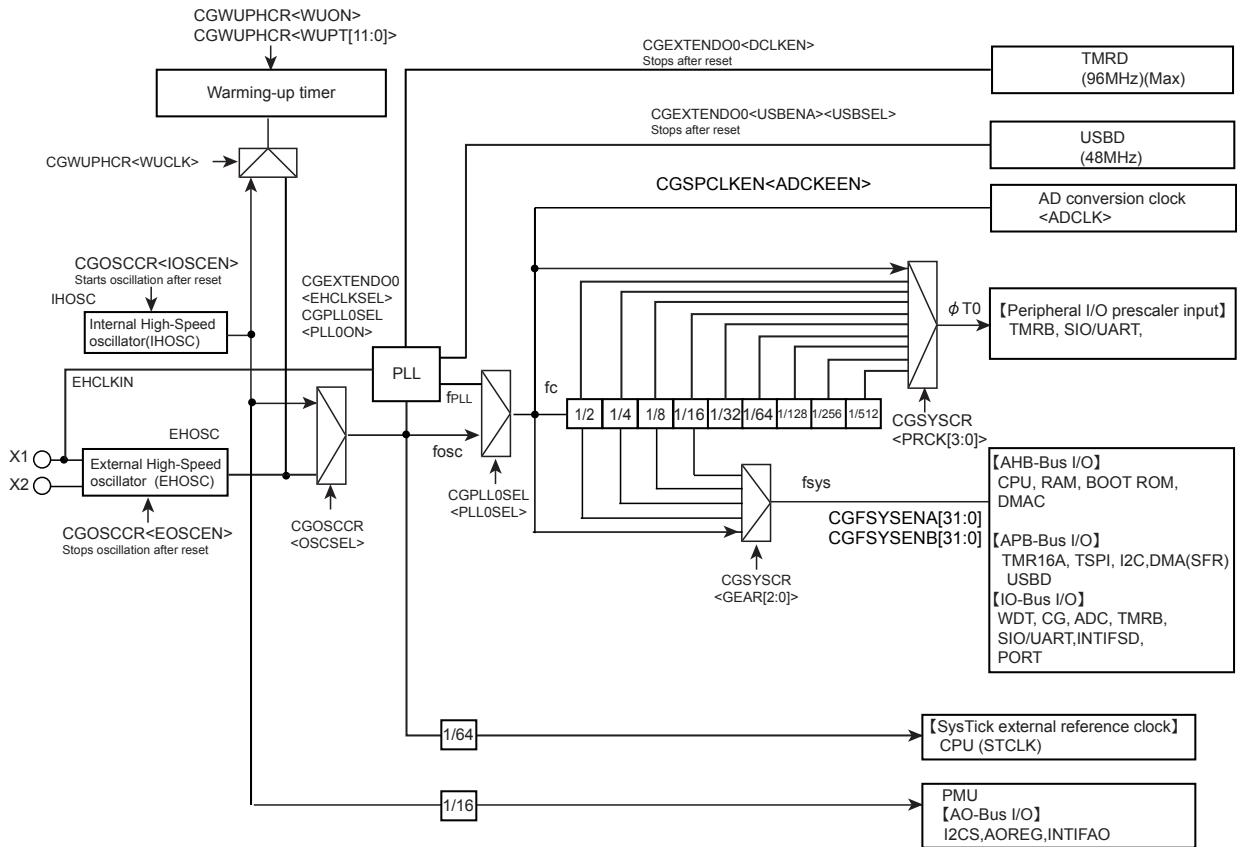 CGWUPHCR<WUON>
CGWUPHCR<WUPT[11:0]>
Warming-up timer
CGWUPHCR<WUCLK>
CGEXTENDO0<DCLKEN>
Stops after reset
TMRD
(96MHz)(Max)
CGEXTENDO0<USBENA><USBSEL>
Stops after reset
USBD
(48MHz)
CGSPCLKEN<ADCKEEN>
AD conversion clock
<ADCLK>
CGOSCCR<IOSCEN>
Starts oscillation after reset
IHOSC
Internal High-Speed
oscillator(IHOSC)
CGEXTENDO0
<EHCLKSEL>
CGPLL0SEL
<PLL0ON>
EHCLKIN
PLL
fPLL
fosc
fc
1/2
1/4
1/8
1/16
1/32
1/64
1/128
1/256
1/512
ϕT0
【Peripheral I/O prescaler input】
TMRB, SIO/UART,
CGSYSCR
<PRCK[3:0]>
X1
X2
EHOSC
External High-Speed
oscillator (EHOSC)
CGOSCCR<EOSCEN>
Stops oscillation after reset
CGOSCCR
<OSCSEL>
CGPLL0SEL
<PLL0SEL>
fsys
CGFSYSENA[31:0]
CGFSYSENB[31:0]
CGSYSCR
<GEAR[2:0]>
【AHB-Bus I/O】
CPU, RAM, BOOT ROM,
DMAC
【APB-Bus I/O】
TMR16A, TSPI, I2C,DMA(SFR)
USBD
【IO-Bus I/O】
WDT, CG, ADC, TMRB,
SIO/UART,INTIFSD,
PORT
1/64
【SysTick external reference clock】
CPU (STCLK)
1/16
PMU
【AO-Bus I/O】
I2CS,AOREG,INTIFAO